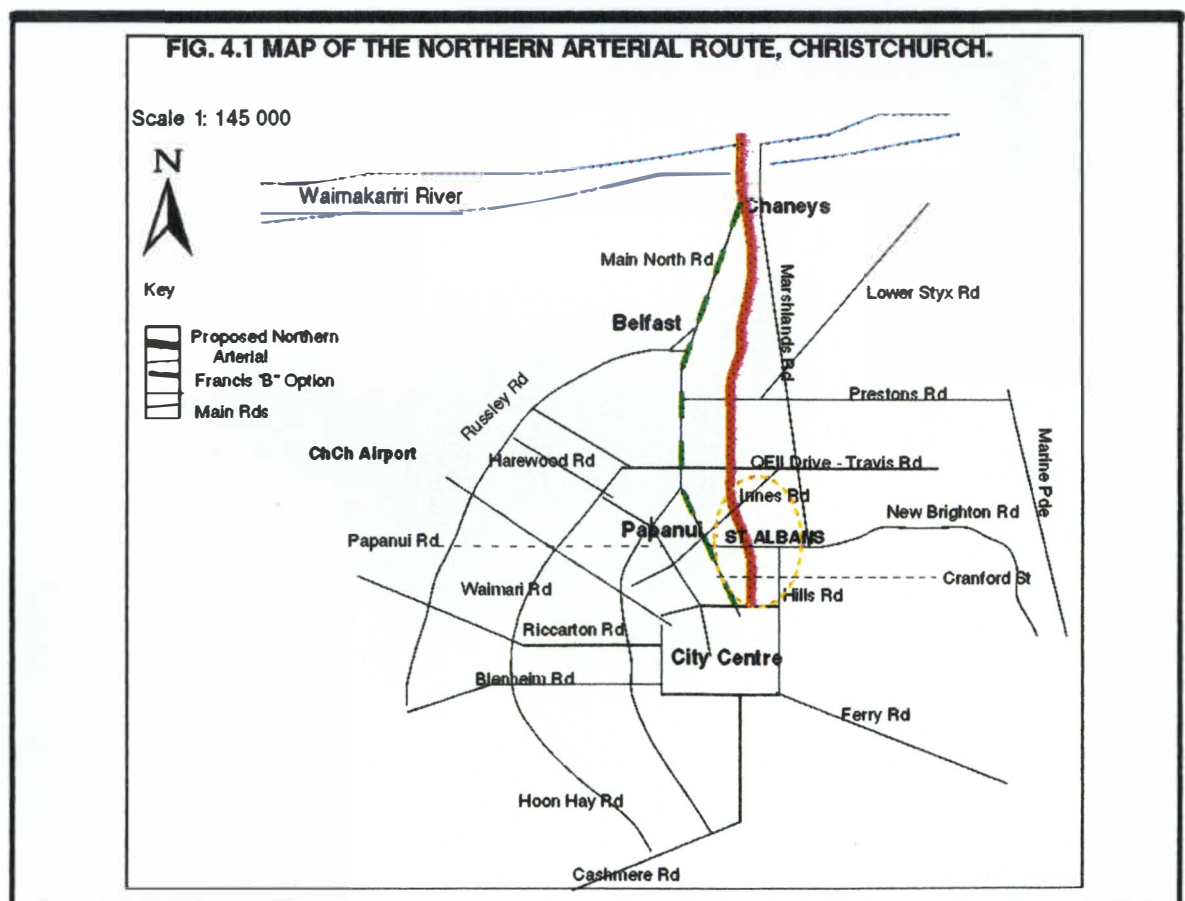 FIG. 4.1 MAP OF THE NORTHERN ARTERIAL ROUTE, CHRISTCHURCH.
Scale 1: 145 000
N
Waimakariri River
Chaneys
Main North Rd
Marshlands Rd
Lower Styx Rd
Key
Belfast
Proposed Northern
Arterial
Francis "B" Option
Main Rds
Russley Rd
Prestons Rd
Marine Pde
ChCh Airport
Harewood Rd
QEII Drive - Travis Rd
Innes Rd
New Brighton Rd
Papanui
ST ALBANS
Papanui Rd
Cranford St
Waimari Rd
Hills Rd
Riccarton Rd
City Centre
Blenheim Rd
Ferry Rd
Hoon Hay Rd
Cashmere Rd